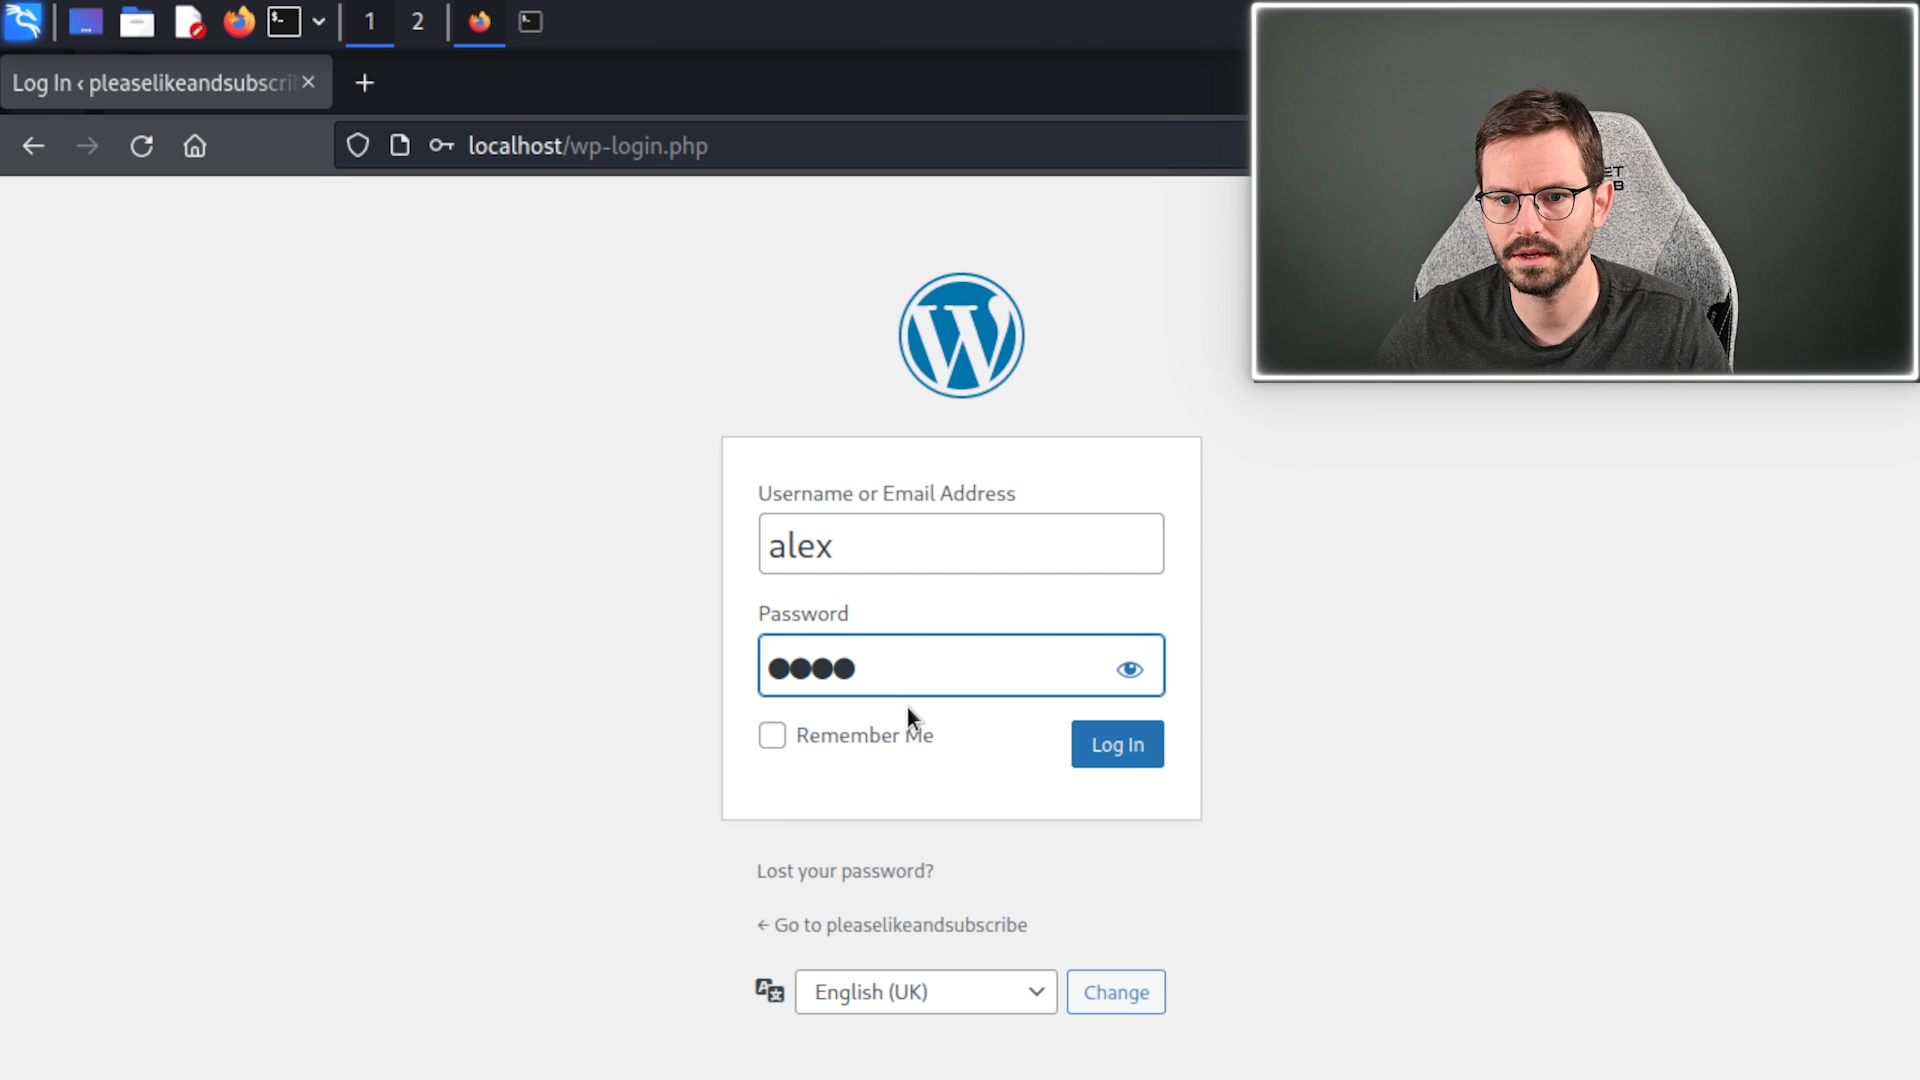 1 2
Log In ‹ pleaselikeandsubscri
localhost/wp-login.php
Username or Email Address
alex
Password
Remember Me
Log In
Lost your password?
← Go to pleaselikeandsubscribe
English (UK)
Change